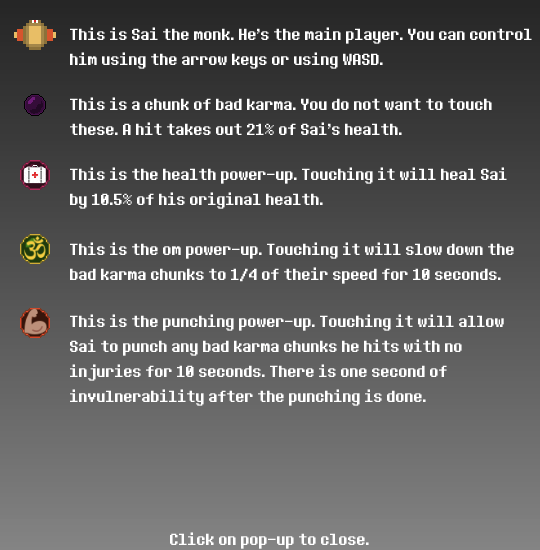 This is Sai the monk. He's the main player. You can control
him using the arrow keys or using WASD.
This is a chunk of bad karma. You do not want to touch
these. A hit takes out 21% of Sai's health.
This is the health power-up. Touching it will heal Sai
by 10.5% of his original health.
ॐ
This is the om power-up. Touching it will slow down the
bad karma chunks to 1/4 of their speed for 10 seconds.
This is the punching power-up. Touching it will allow
Sai to punch any bad karma chunks he hits with no
injuries for 10 seconds. There is one second of
invulnerability after the punching is done.
Click on pop-up to close.